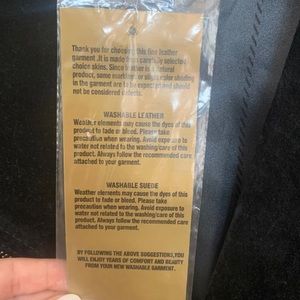 Thank you for choosing this fine leather
garment .It is made from carefully selected
choice skins. Since leather is a natural
product, some markings or slight color shading
in the garment are to be expected and should
not be considered defects.
WASHABLE LEATHER
Weather elements may cause the dyes of this
product to fade or bleed. Please take
precaution when wearing. Avoid exposure to
water not related to the washing/care of this
product. Always follow the recommended care
attached to your garment.
WASHABLE SUEDE
Weather elements may cause the dyes of this
product to fade or bleed. Please take
precaution when wearing. Avoid exposure to
water not related to the washing/care of this
product. Always follow the recommended care
attached to your garment.
BY FOLLOWING THE ABOVE SUGGESTIONS,YOU
WILL ENJOY YEARS OF COMFORT AND BEAUTY
FROM YOUR NEW WASHABLE GARMENT.